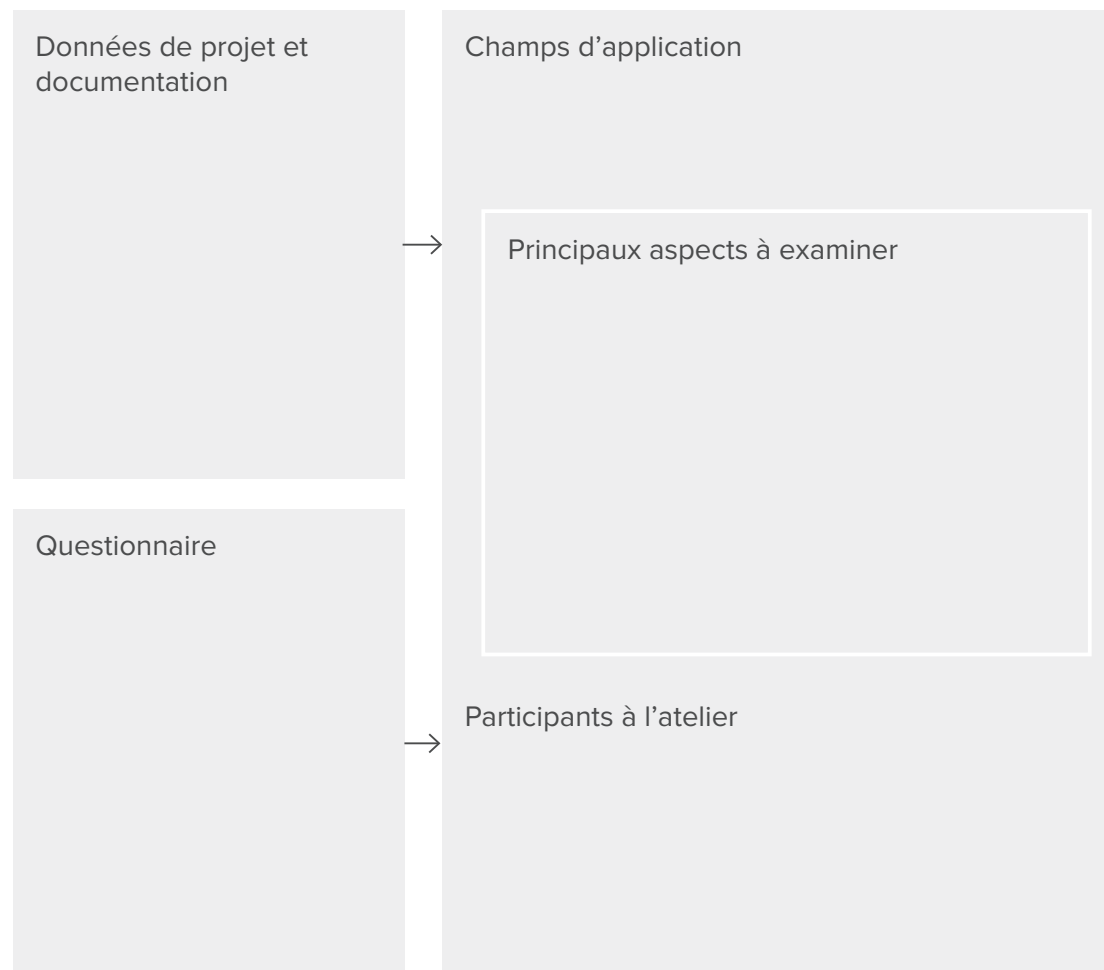 Données de projet et
documentation
Champs d’application
Principaux aspects à examiner
Questionnaire
Participants à l’atelier